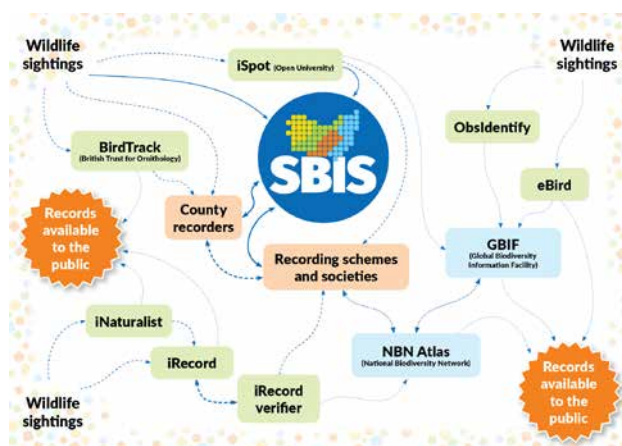 Wildlife
sightings
iSpot (Open University)
Wildlife
sightings
ObsIdentify
BirdTrack
(British Trust for Ornithology)
SBIS
eBird
Records
available
to the
public
County
recorders
Recording schemes
and societies
GBIF
(Global Biodiversity
Information Facility)
iNaturalist
iRecord
NBN Atlas
(National Biodiversity Network)
Records
available
to the
public
iRecord
verifier
Wildlife
sightings